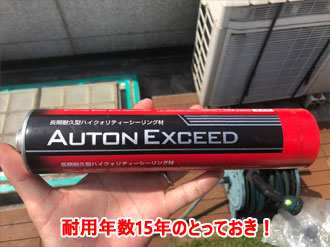 長期耐久型ハイクォリティーシーリング材
AUTON EXCEED
長期耐久型ハイクォリティーシーリング材
耐用年数15年のとっておき！